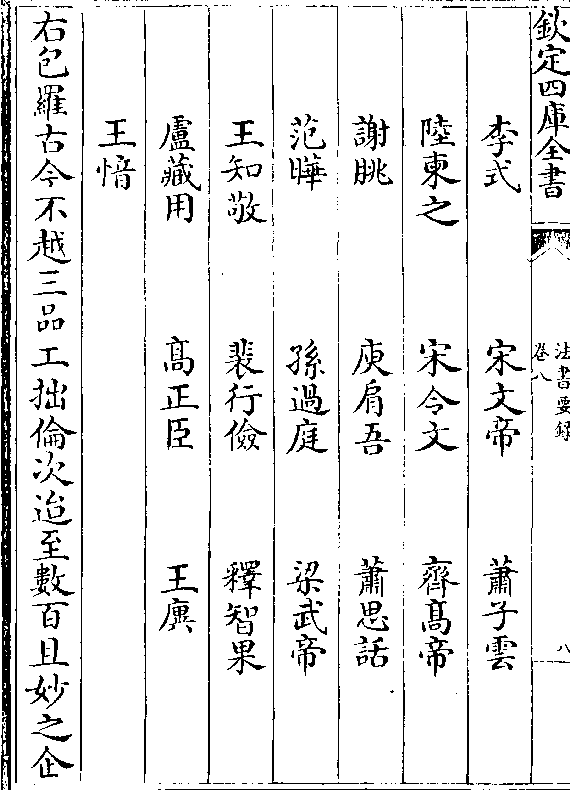 欽定四庫全書
法書要録
卷八
八
李式 宋文帝 蕭子雲
陸柬之 宋令文 齊髙帝
謝朓 庾肩吾 蕭思話
范曄 孫過庭 梁武帝
王知敬 裴行儉 釋智果
盧藏用 髙正臣 王廙
王愔
右包羅古今不越三品工拙倫次迨至數百且妙之企